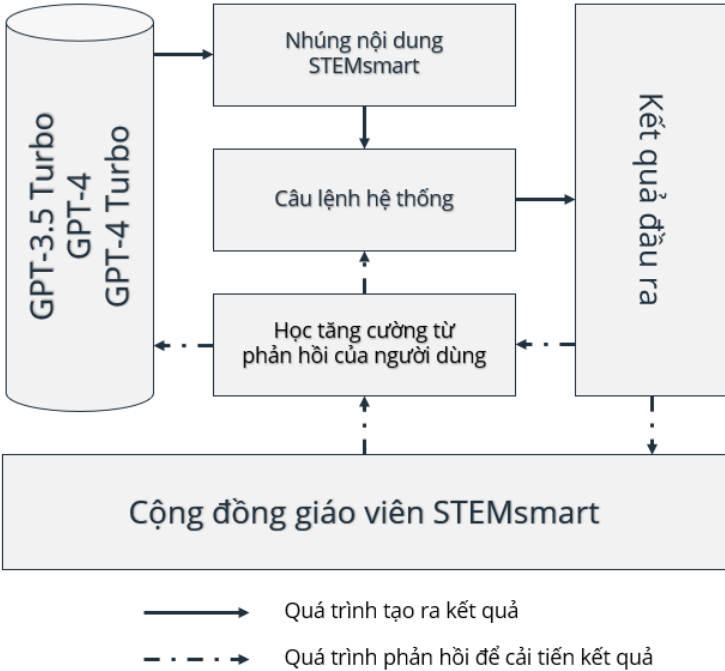 GPT-3.5 Turbo
GPT-4
GPT-4 Turbo
Nhúng nội dung
STEMsmart
Câu lệnh hệ thống
Học tăng cường từ
phản hồi của người dùng
Kết quả đầu ra
Cộng đồng giáo viên STEMsmart
Quá trình tạo ra kết quả
Quá trình phản hồi để cải tiến kết quả